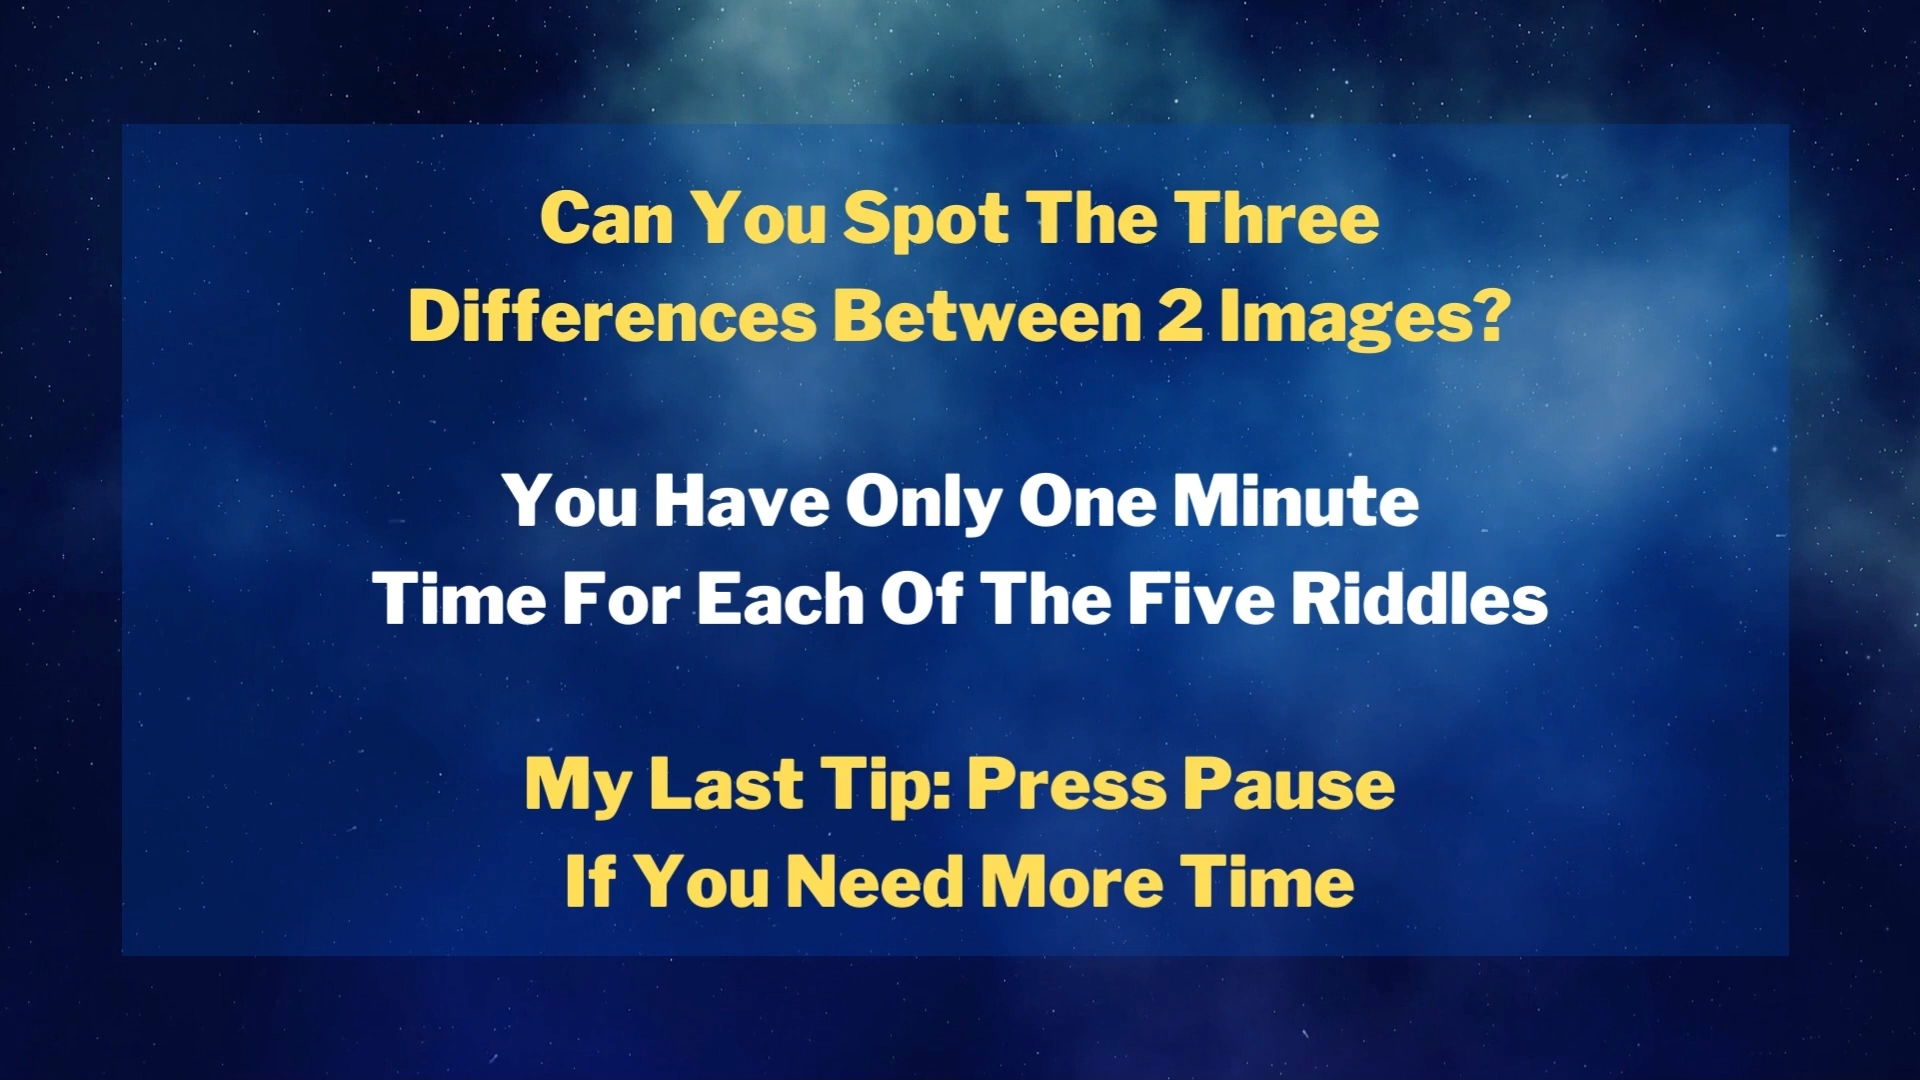 Can You Spot The Three
Differences Between 2 Images?
You Have Only One Minute
Time For Each Of The Five Riddles
My Last Tip: Press Pause
If You Need More Time